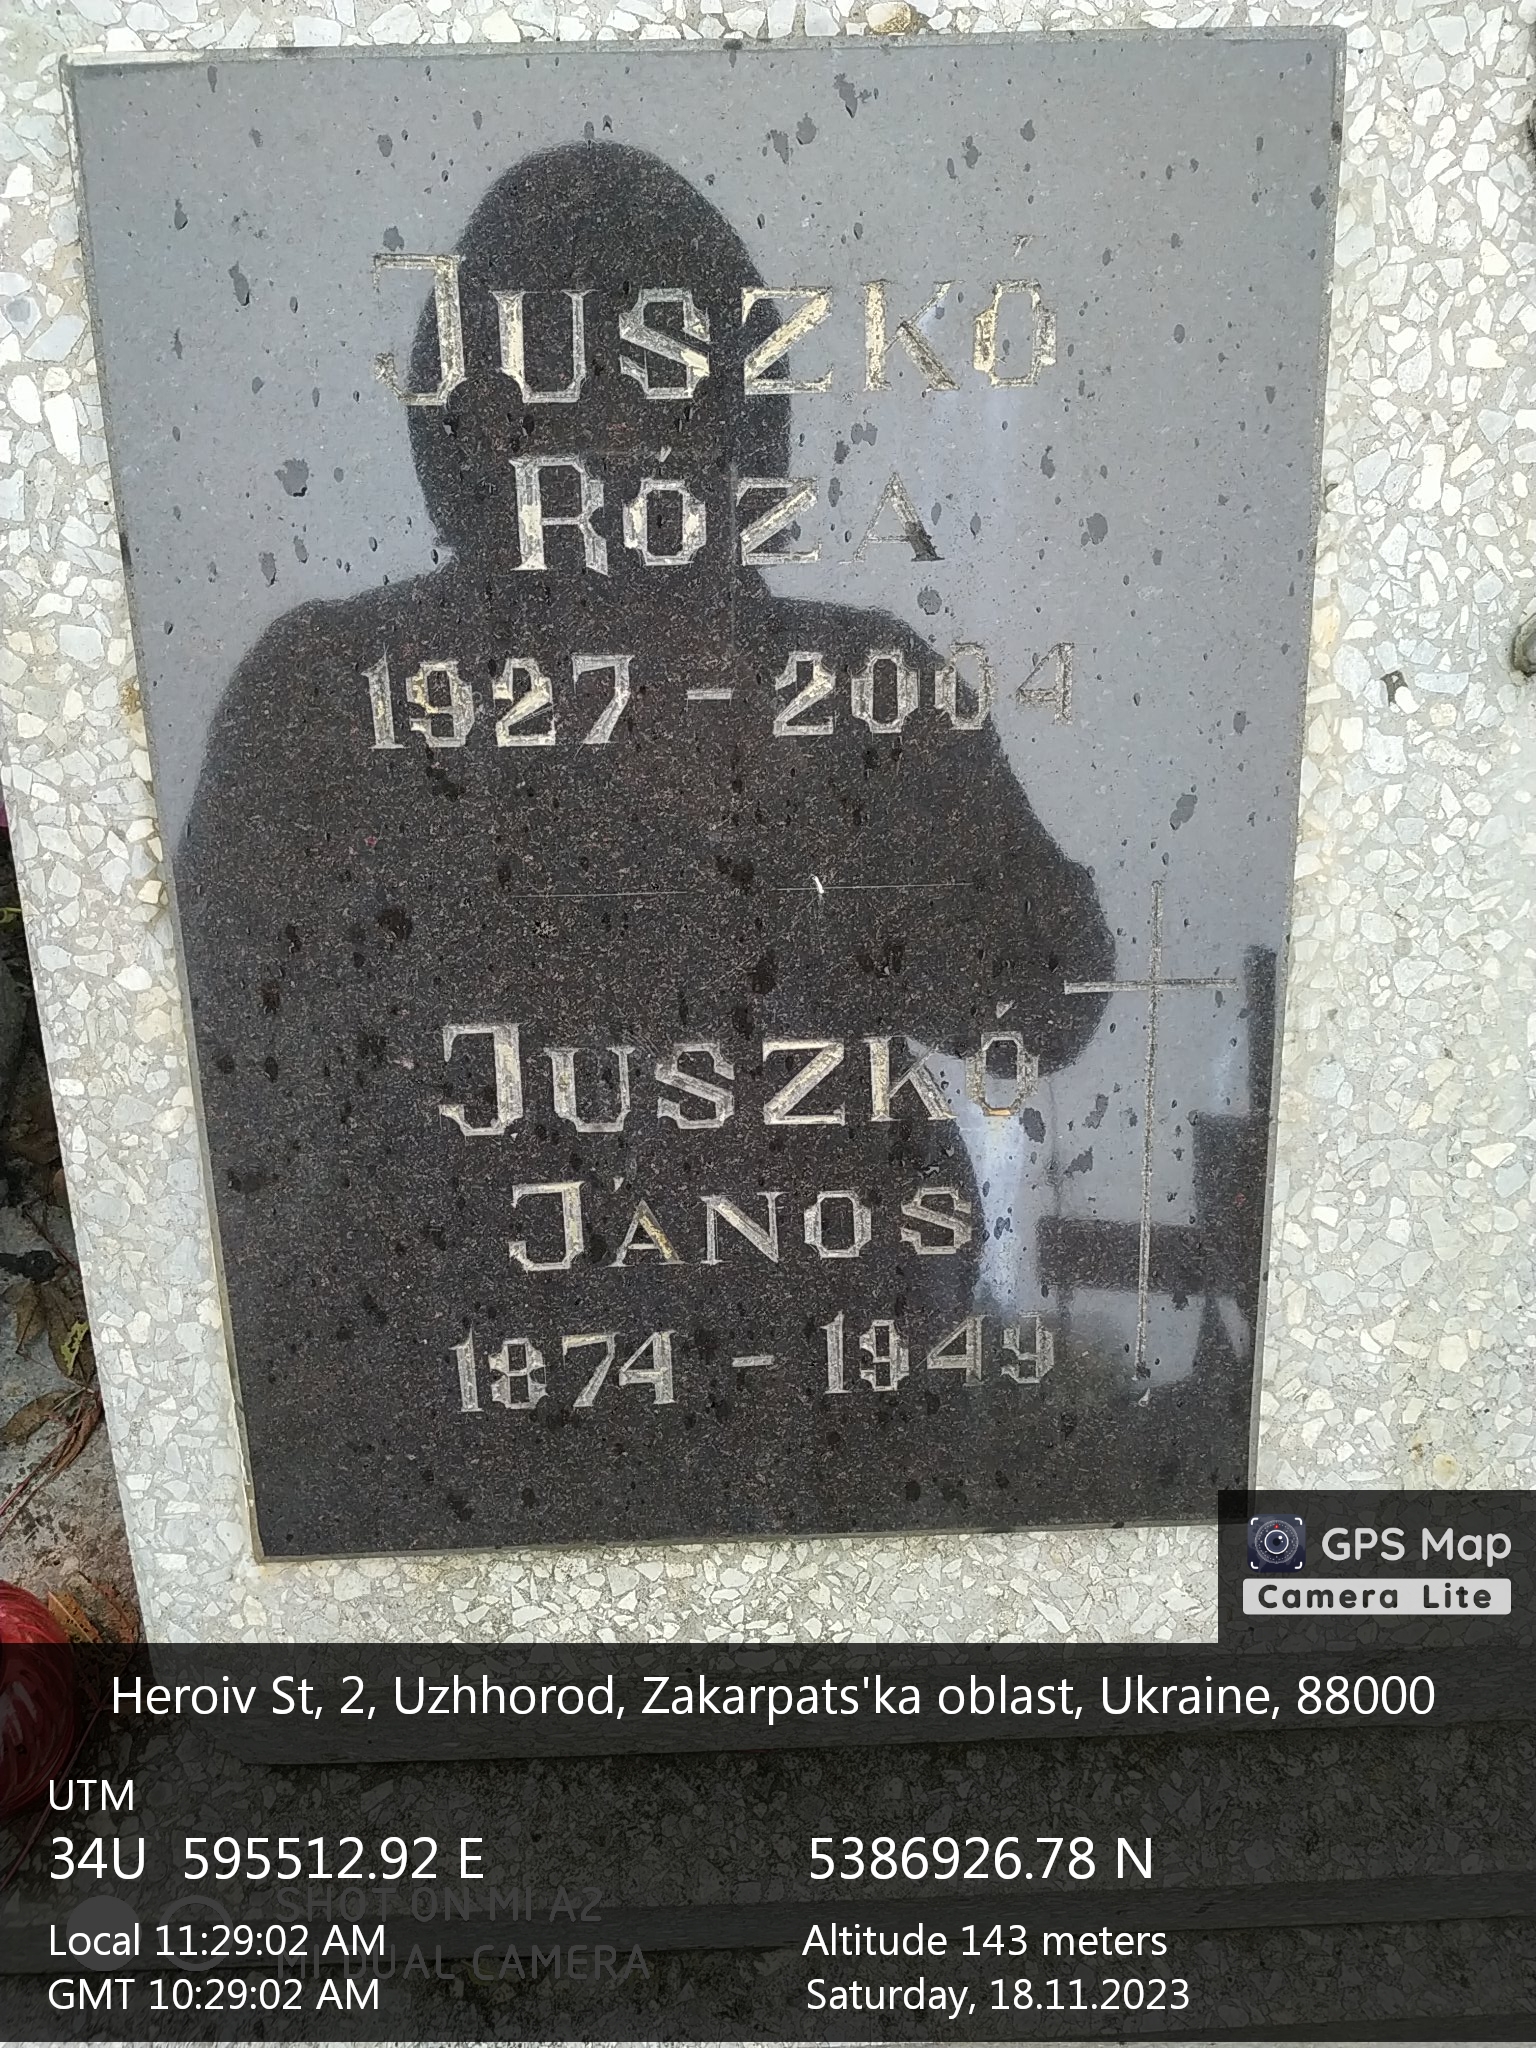 JUSZKÓ
RÓZA
1927 - 2004
JUSZKÓ
JÁNOS
1874 - 1949
GPS Map
Camera Lite
Heroiv St, 2, Uzhhorod, Zakarpats'ka oblast, Ukraine, 88000
UTM
34U 595512.92 E 5386926.78 N
SHOT ON MI A2
MI DUAL CAMERA
Local 11:29:02 AM Altitude 143 meters
GMT 10:29:02 AM Saturday, 18.11.2023